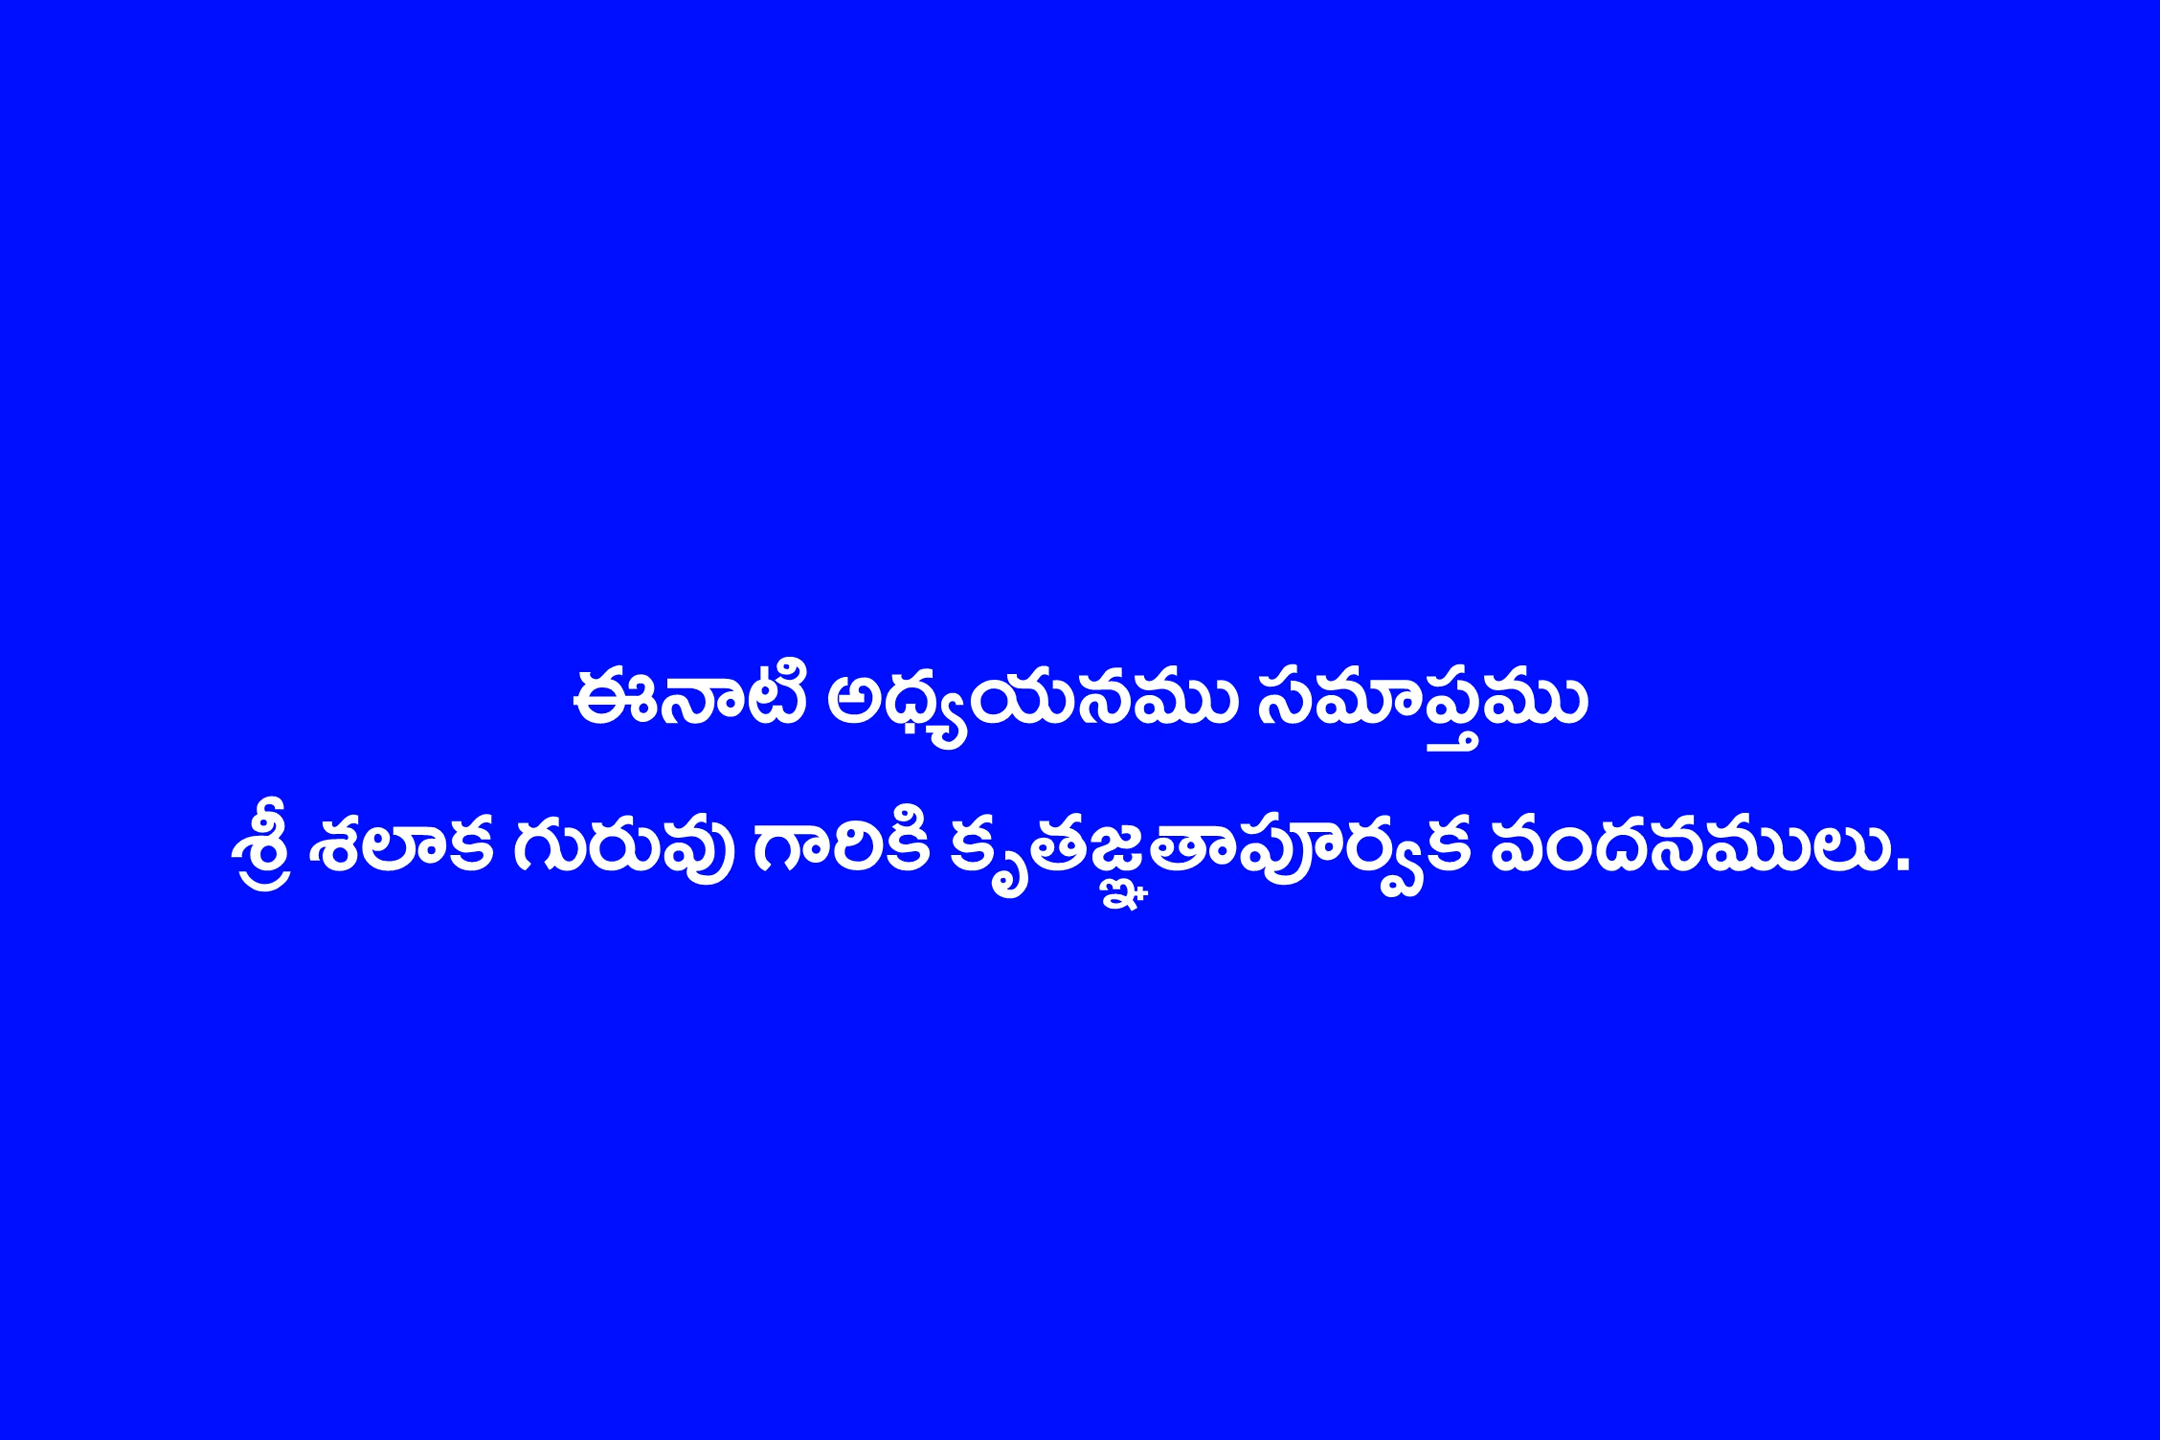 ఈనాటి అధ్యయనము సమాప్తము
శ్రీ శలాక గురువు గారికి కృతజ్ఞతాపూర్వక వందనములు.